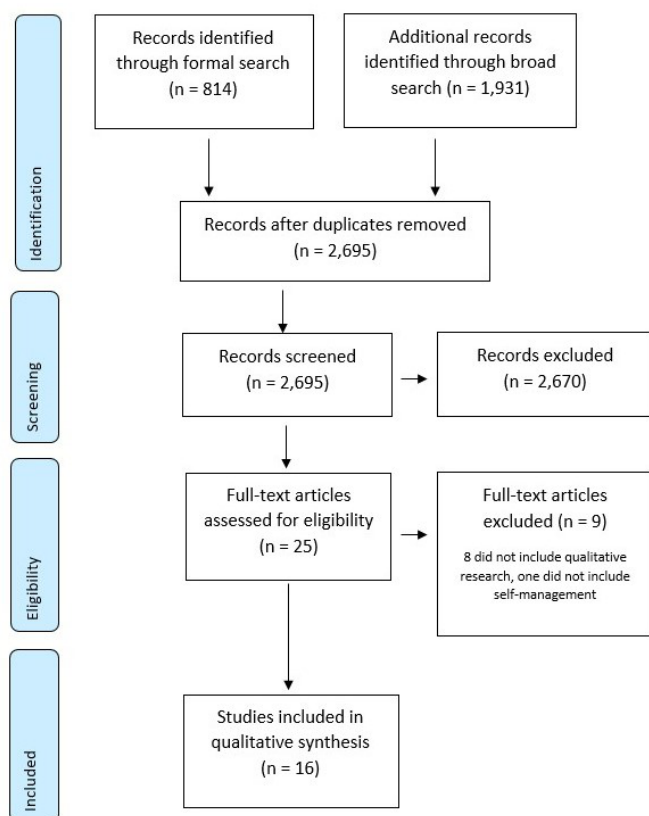 Identification
Records identified
through formal search
(n = 814)
Additional records
identified through broad
search (n = 1,931)
Records after duplicates removed
(n = 2,695)
Screening
Records screened
(n = 2,695)
Records excluded
(n = 2,670)
Eligibility
Full-text articles
assessed for eligibility
(n = 25)
Full-text articles
excluded (n = 9)
8 did not include qualitative
research, one did not include
self-management
Included
Studies included in
qualitative synthesis
(n = 16)